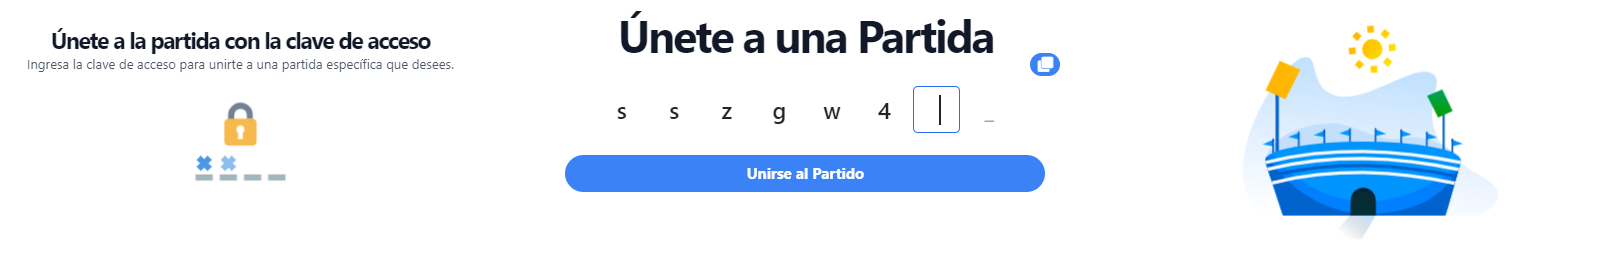 Únete a la partida con la clave de acceso
Ingresa la clave de acceso para unirte a una partida específica que desees.
Únete a una Partida
s s z g w 4 _
Unirse al Partido